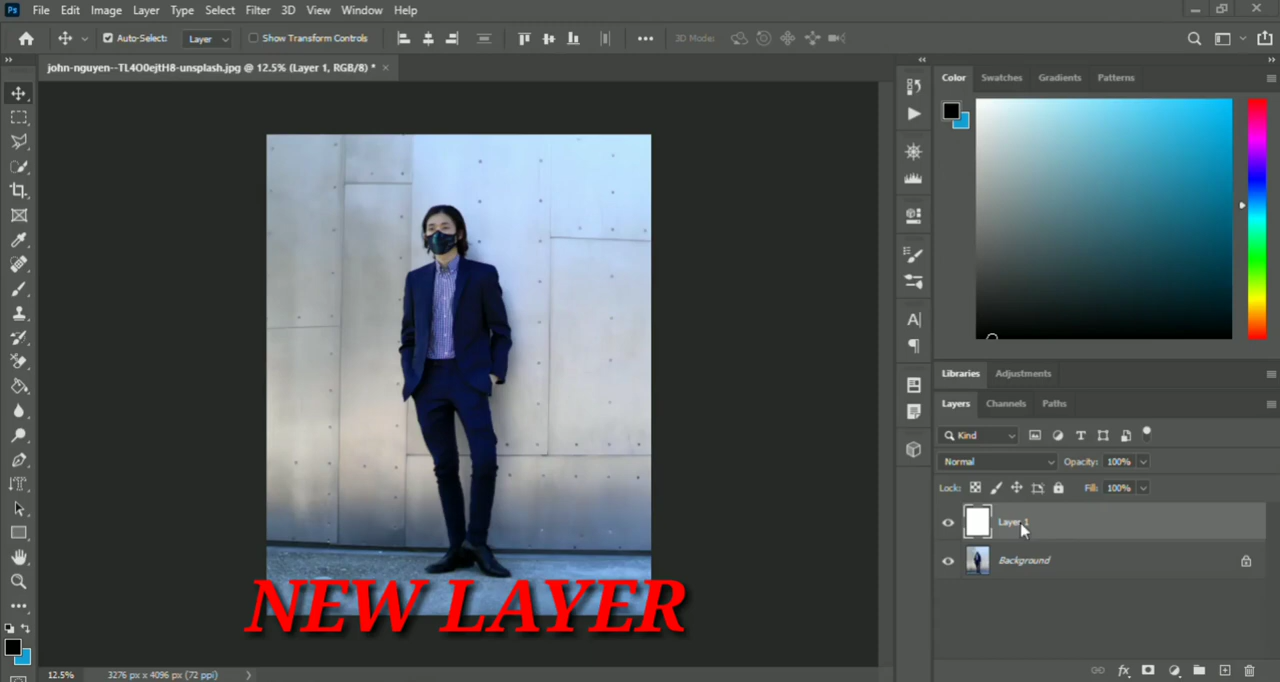 Ps File Edit Image Layer Type Select Filter 3D View Window Help
Auto-Select: Layer Show Transform Controls 3D Mode:
john-nguyen--TL4O0ejtH8-unsplash.jpg @ 12.5% (Layer 1, RGB/8) *
Color Swatches Gradients Patterns
Libraries Adjustments
Layers Channels Paths
Kind
Normal Opacity: 100%
Lock: Fill: 100%
Layer 1
Background
NEW LAYER
12.5% 3276 px x 4096 px (72 ppi)